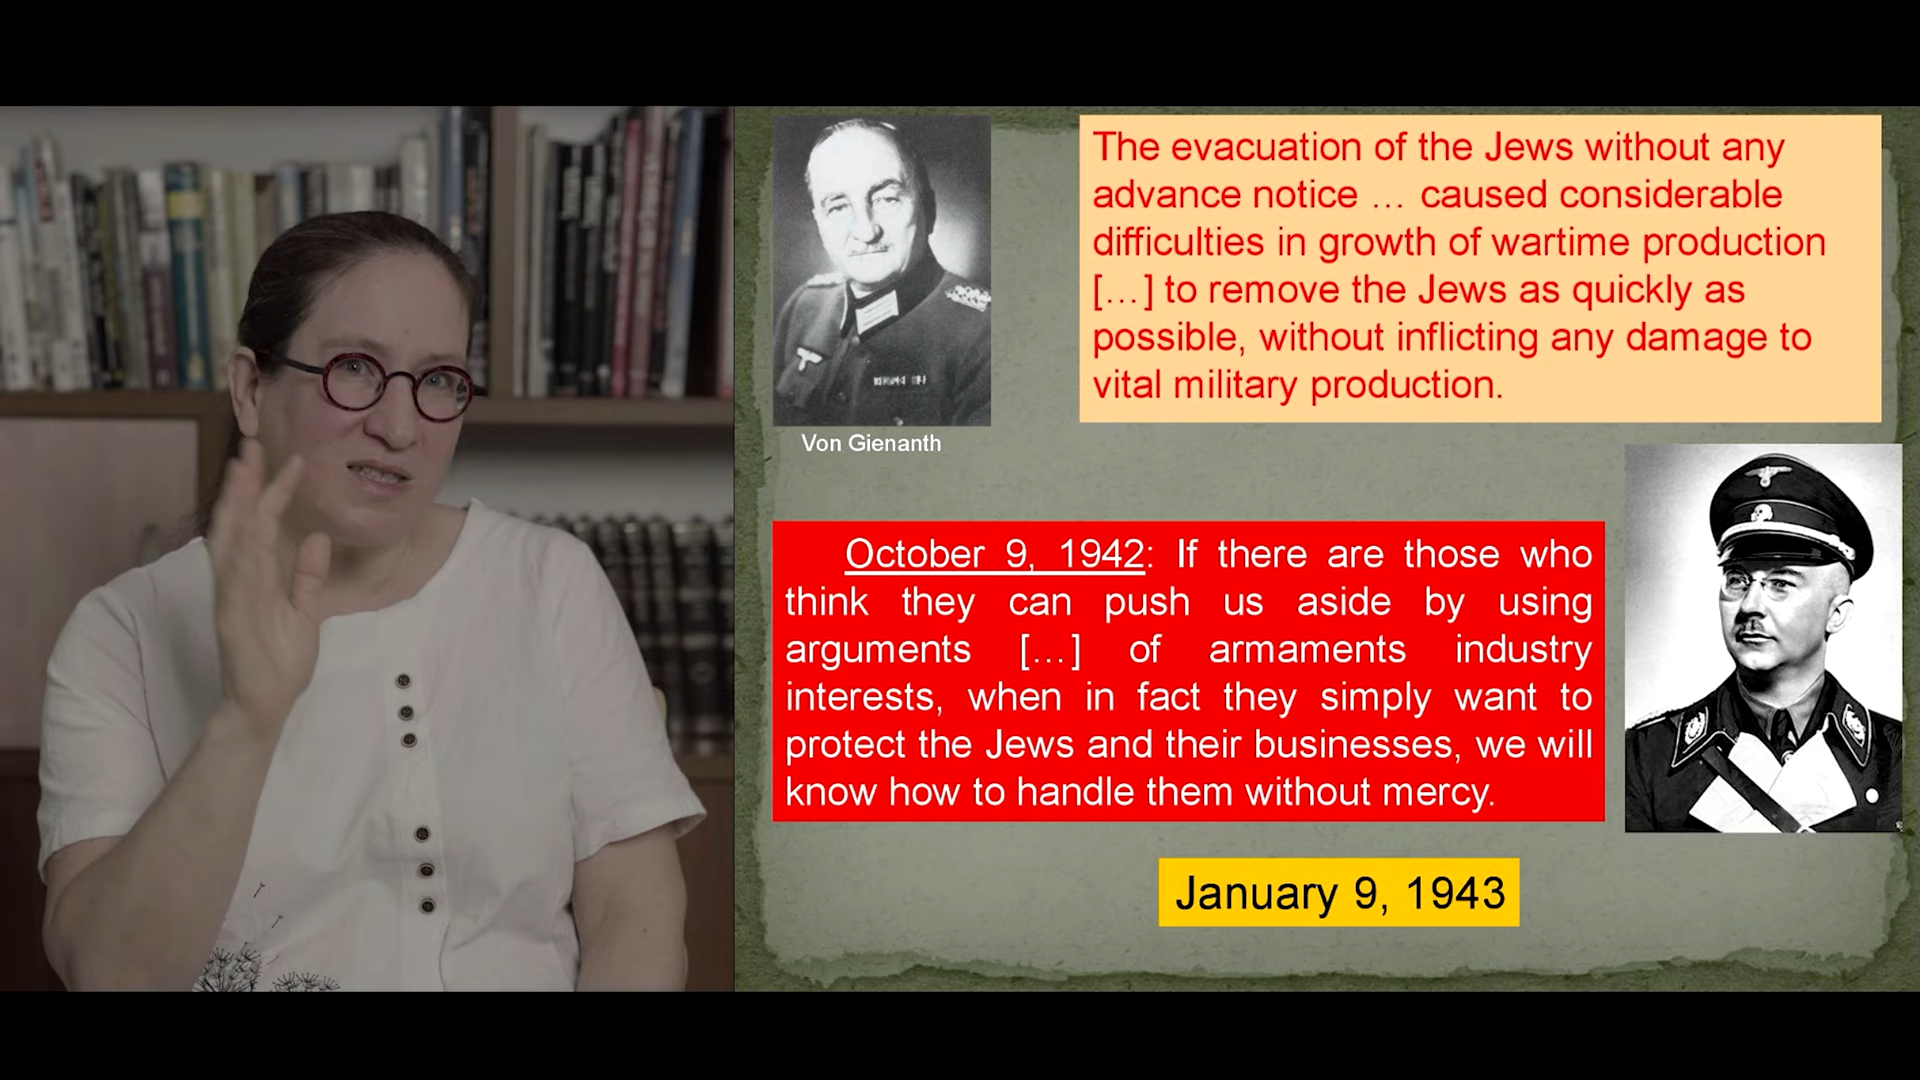 The evacuation of the Jews without any
advance notice … caused considerable
difficulties in growth of wartime production
[…] to remove the Jews as quickly as
possible, without inflicting any damage to
vital military production.
Von Gienanth
October 9, 1942: If there are those who
think they can push us aside by using
arguments […] of armaments industry
interests, when in fact they simply want to
protect the Jews and their businesses, we will
know how to handle them without mercy.
January 9, 1943